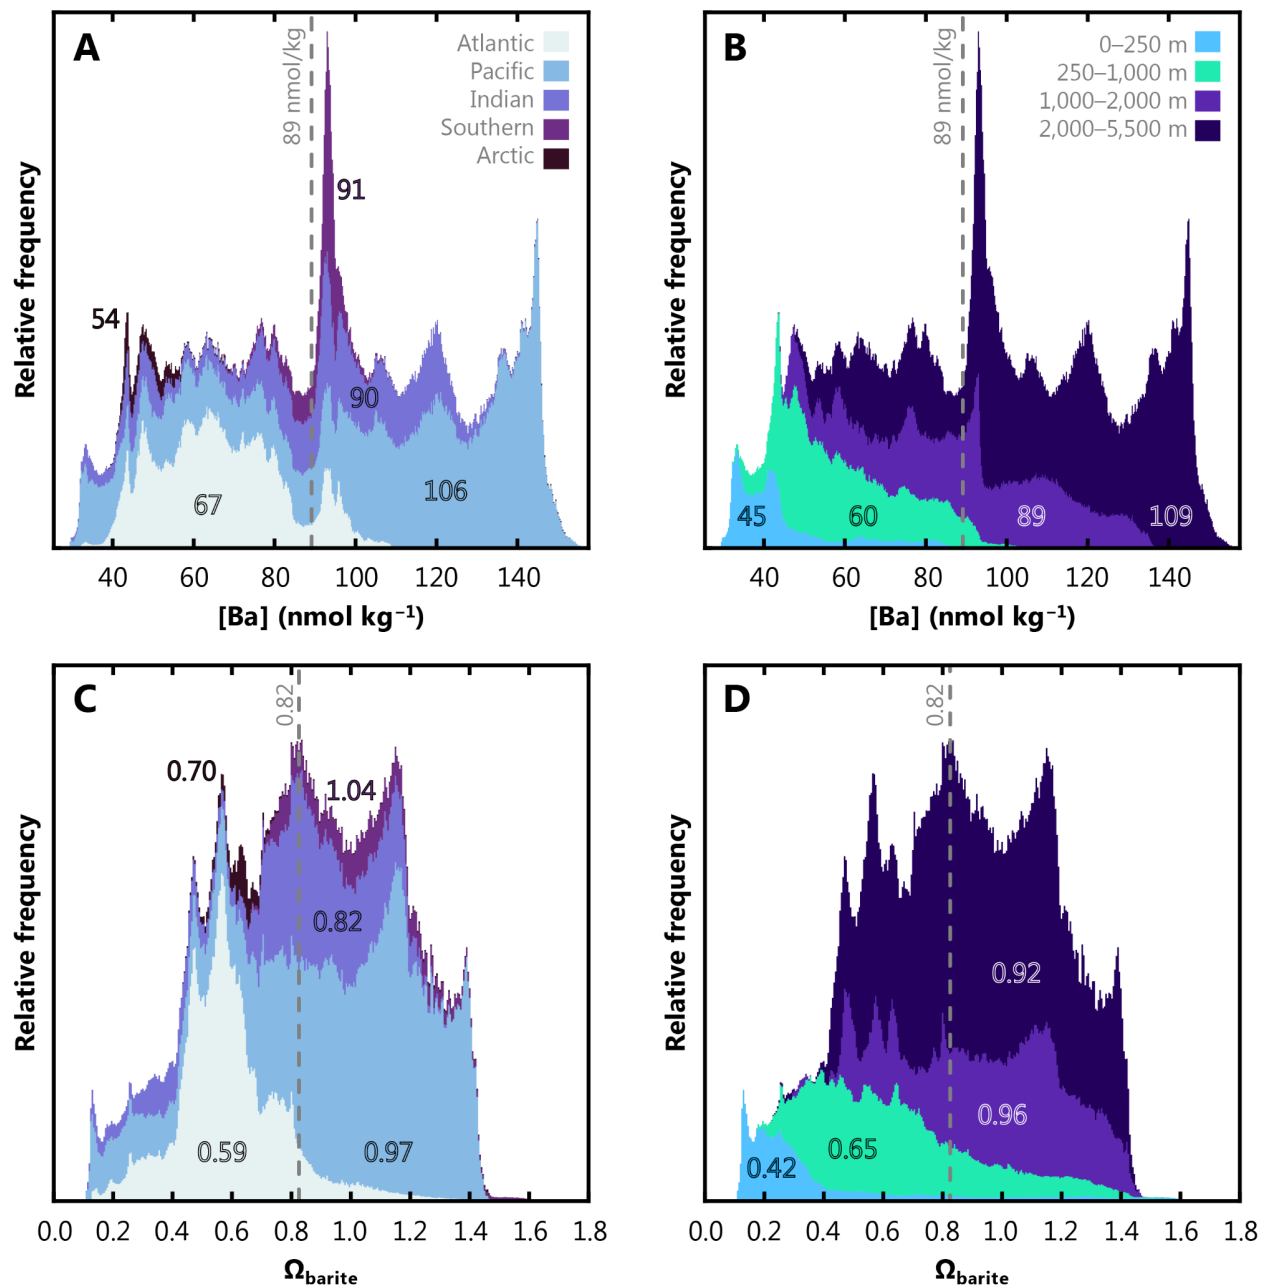 A
89 nmol/kg
Atlantic
Pacific
Indian
Southern
Arctic
91
54
90
67
106
Relative frequency
40 60 80 100 120 140
[Ba] (nmol kg⁻¹)
B
89 nmol/kg
0–250 m
250–1,000 m
1,000–2,000 m
2,000–5,500 m
45
60
89
109
Relative frequency
40 60 80 100 120 140
[Ba] (nmol kg⁻¹)
C
0.82
0.70
1.04
0.82
0.59
0.97
Relative frequency
0.0 0.2 0.4 0.6 0.8 1.0 1.2 1.4 1.6 1.8
Ωbarite
D
0.82
0.92
0.96
0.65
0.42
Relative frequency
0.0 0.2 0.4 0.6 0.8 1.0 1.2 1.4 1.6 1.8
Ωbarite